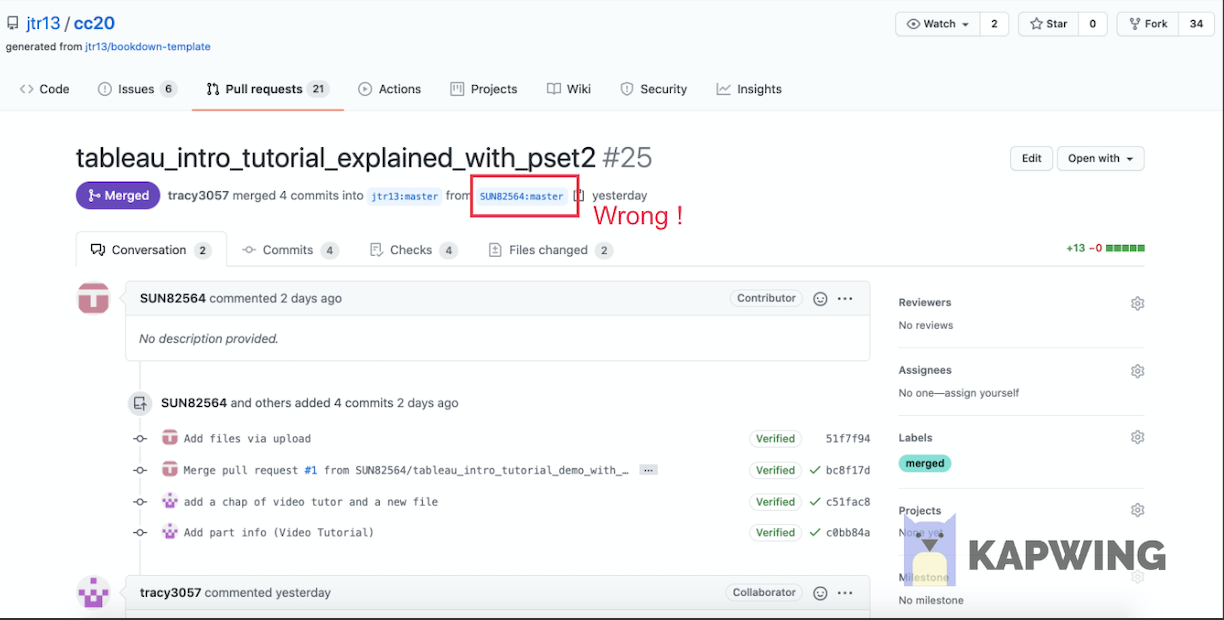 jtr13 / cc20
Watch 2 Star 0 Fork 34
generated from jtr13/bookdown-template
Code Issues 6 Pull requests 21 Actions Projects Wiki Security Insights
tableau_intro_tutorial_explained_with_pset2 #25
Edit Open with
Merged tracy3057 merged 4 commits into jtr13:master from SUN82564:master yesterday
Wrong !
Conversation 2 Commits 4 Checks 4 Files changed 2
+13 −0
SUN82564 commented 2 days ago Contributor
No description provided.
SUN82564 and others added 4 commits 2 days ago
Add files via upload Verified 51f7f94
Merge pull request #1 from SUN82564/tableau_intro_tutorial_demo_with_… ... Verified bc8f17d
add a chap of video tutor and a new file Verified c51fac8
Add part info (Video Tutorial) Verified c0bb84a
tracy3057 commented yesterday Collaborator
Reviewers
No reviews
Assignees
No one—assign yourself
Labels
merged
Projects
None yet
Milestone
No milestone
KAPWING